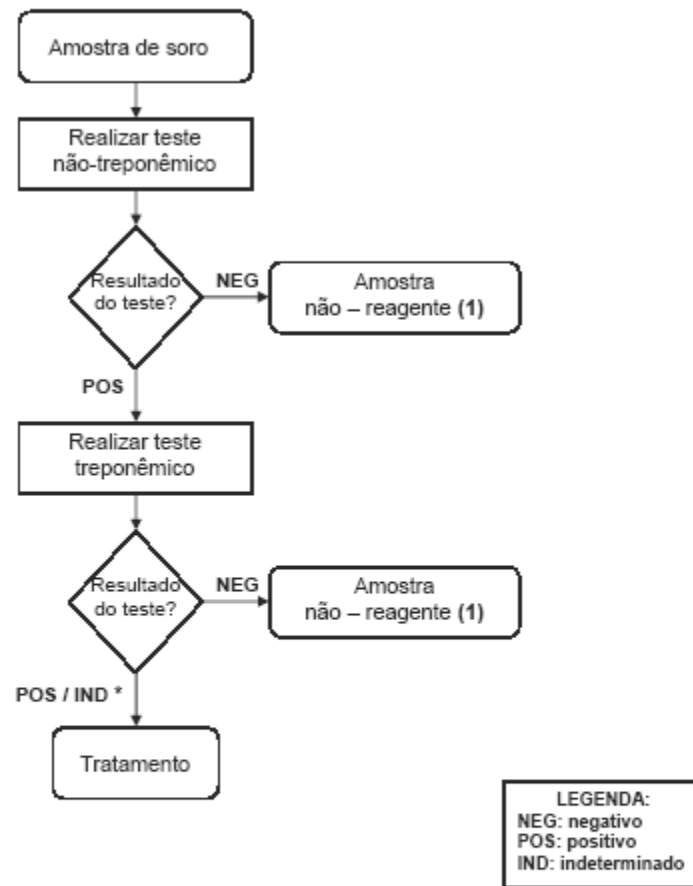 Amostra de soro
Realizar teste
não-treponêmico
Resultado
do teste?
NEG
Amostra
não – reagente (1)
POS
Realizar teste
treponêmico
Resultado
do teste?
NEG
Amostra
não – reagente (1)
POS / IND *
Tratamento
LEGENDA:
NEG: negativo
POS: positivo
IND: indeterminado